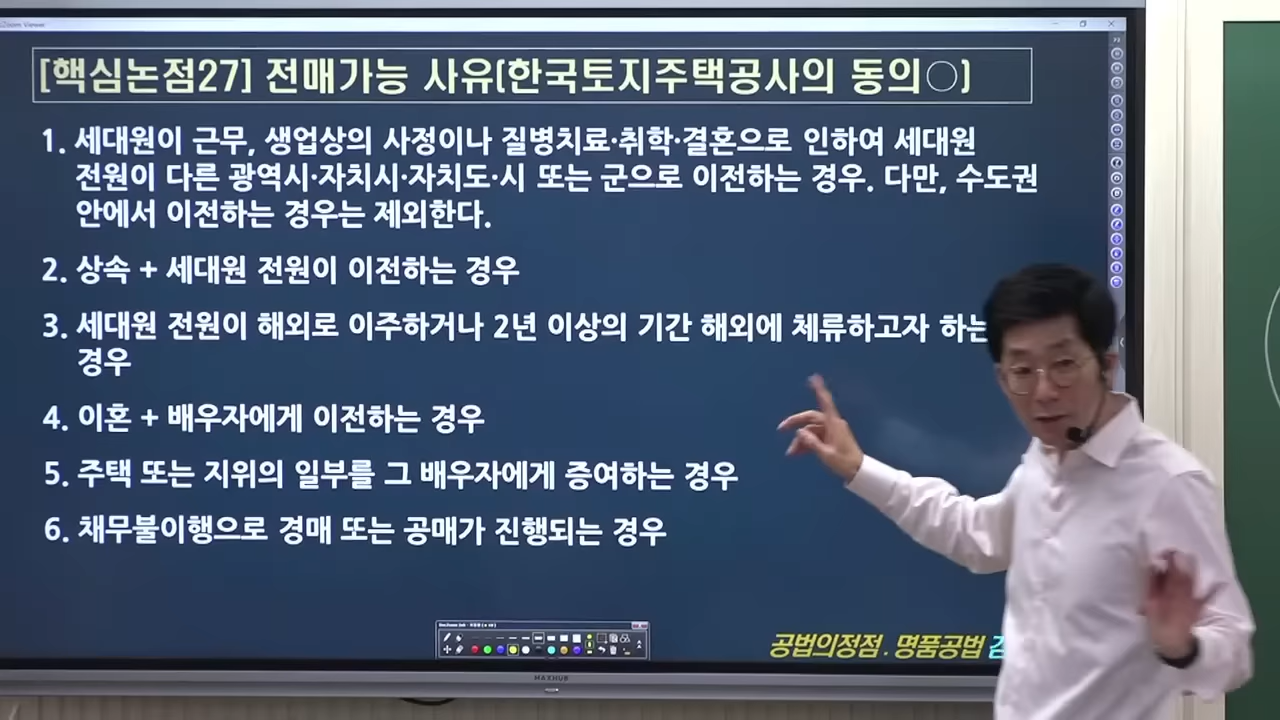 Zoom Viewer
[핵심논점27] 전매가능 사유(한국토지주택공사의 동의○)
1. 세대원이 근무, 생업상의 사정이나 질병치료·취학·결혼으로 인하여 세대원
전원이 다른 광역시·자치시·자치도·시 또는 군으로 이전하는 경우. 다만, 수도권
안에서 이전하는 경우는 제외한다.
2. 상속 + 세대원 전원이 이전하는 경우
3. 세대원 전원이 해외로 이주하거나 2년 이상의 기간 해외에 체류하고자 하는
경우
4. 이혼 + 배우자에게 이전하는 경우
5. 주택 또는 지위의 일부를 그 배우자에게 증여하는 경우
6. 채무불이행으로 경매 또는 공매가 진행되는 경우
공법의정점. 명품공법
MAXHUB